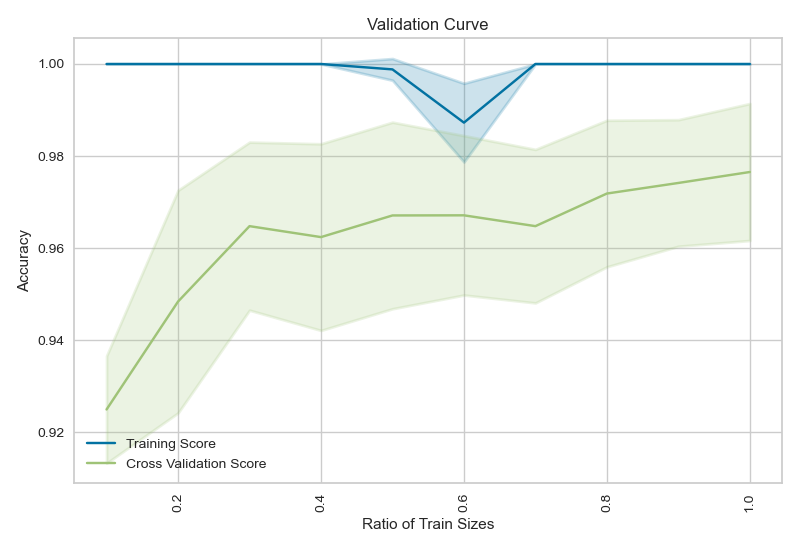 Validation Curve
1.00
0.98
0.96
0.94
0.92
Accuracy
Training Score
Cross Validation Score
0.2
0.4
0.6
0.8
1.0
Ratio of Train Sizes